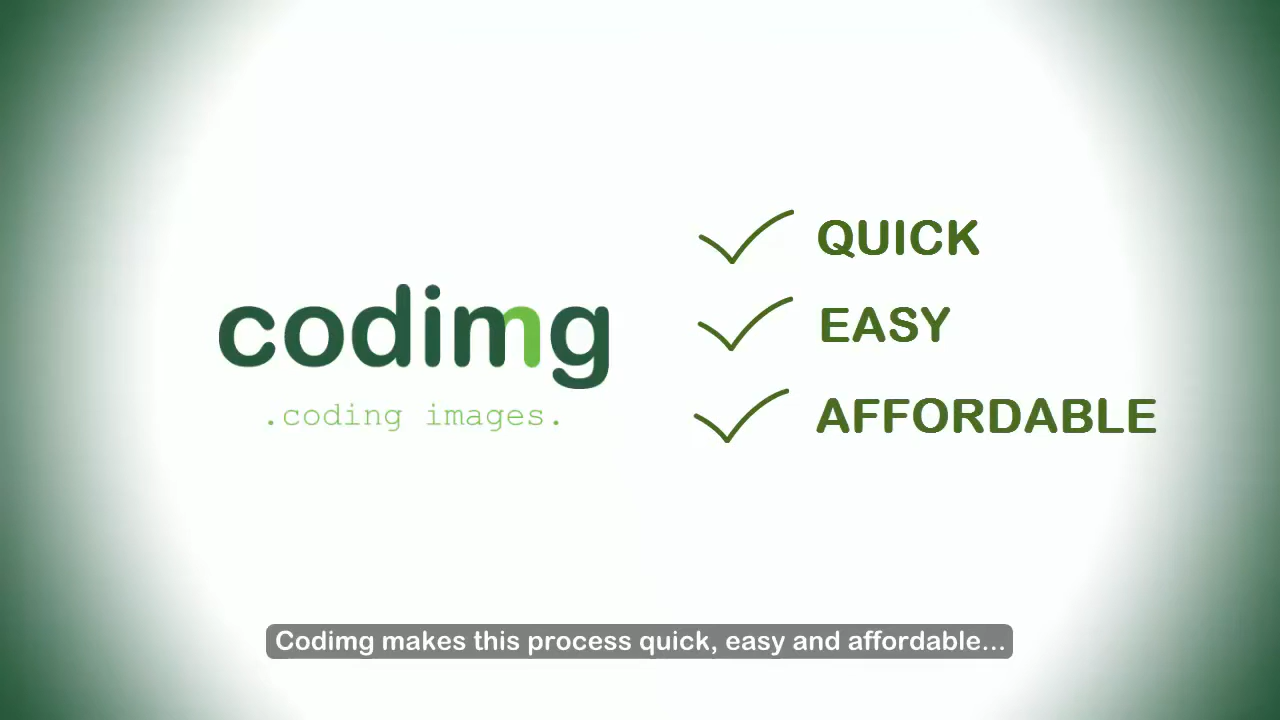 codimg
.coding images.
QUICK
EASY
AFFORDABLE
Codimg makes this process quick, easy and affordable...